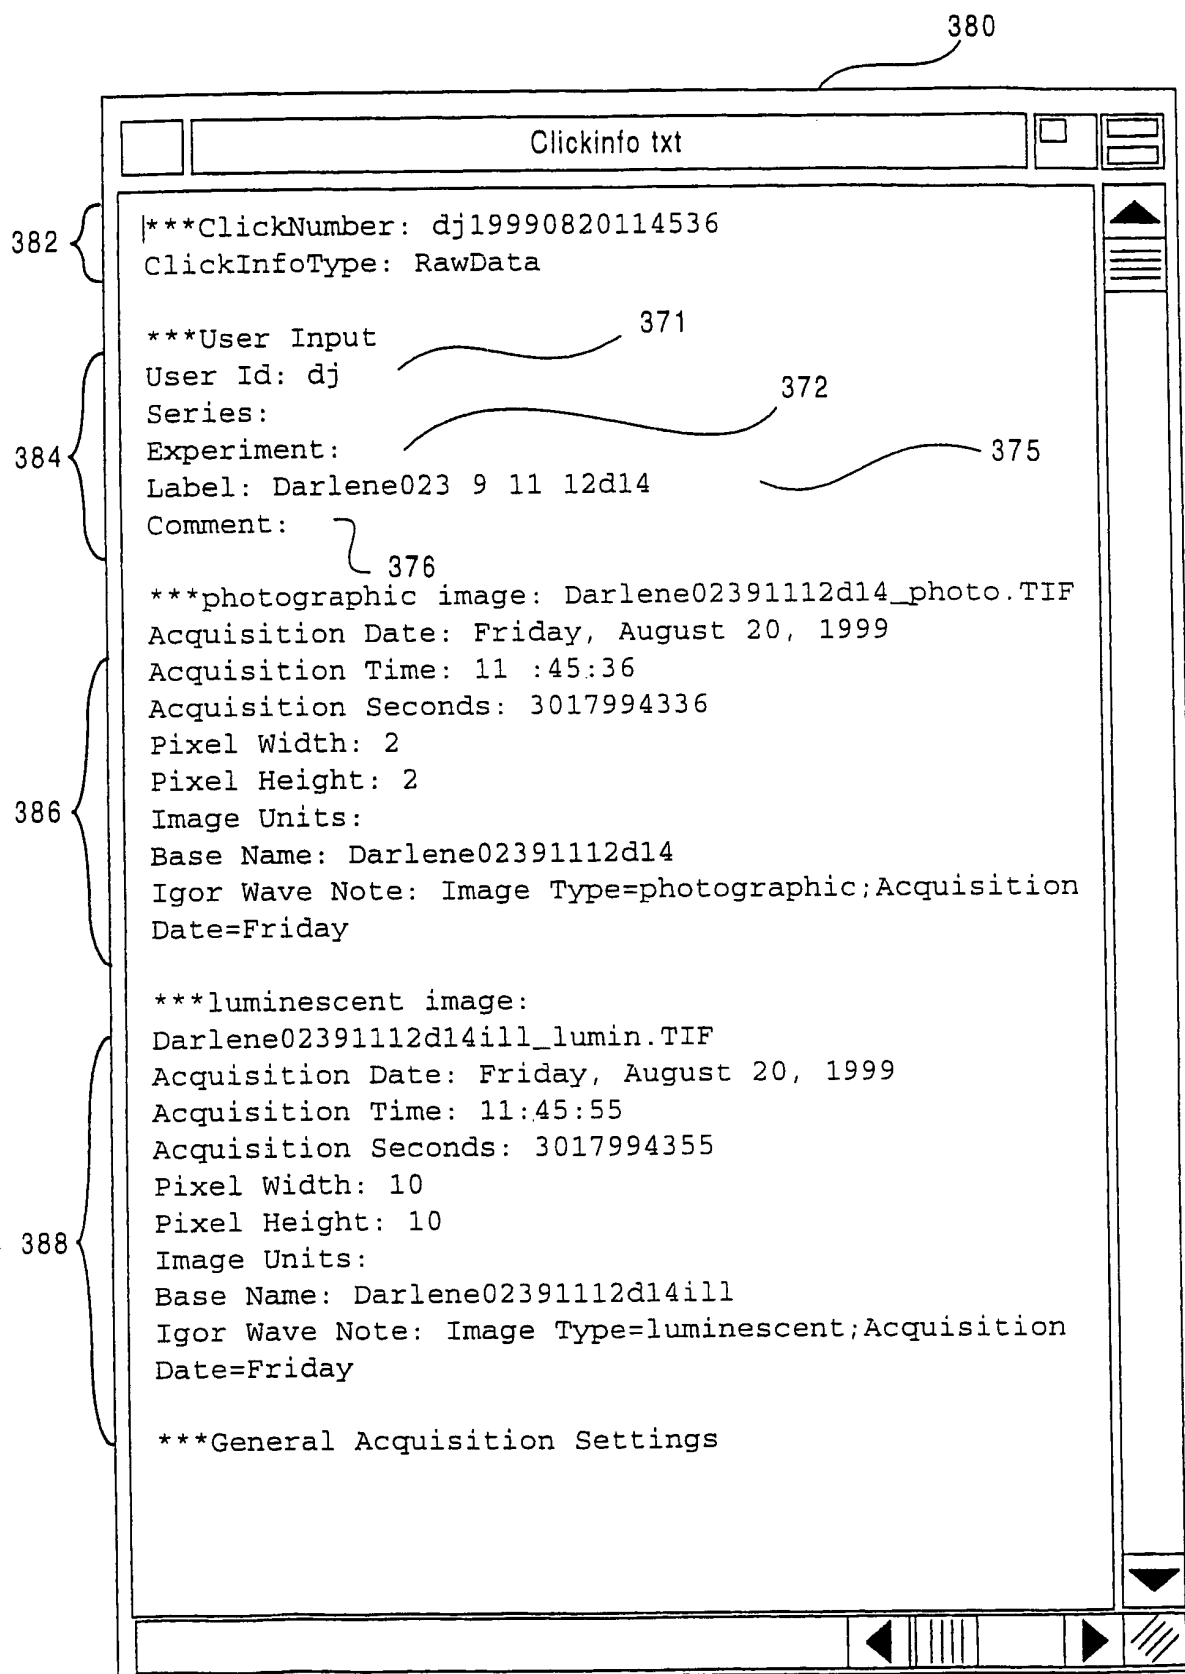 380
Clickinfo txt
382
***ClickNumber: dj19990820114536
ClickInfoType: RawData
***User Input
371
User Id: dj
372
Series:
384
Experiment:
375
Label: Darlene023 9 11 12d14
Comment:
376
***photographic image: Darlene02391112d14_photo.TIF
Acquisition Date: Friday, August 20, 1999
Acquisition Time: 11 :45:36
Acquisition Seconds: 3017994336
Pixel Width: 2
Pixel Height: 2
386
Image Units:
Base Name: Darlene02391112d14
Igor Wave Note: Image Type=photographic;Acquisition
Date=Friday
***luminescent image:
Darlene02391112d14ill_lumin.TIF
Acquisition Date: Friday, August 20, 1999
Acquisition Time: 11:45:55
Acquisition Seconds: 3017994355
Pixel Width: 10
Pixel Height: 10
388
Image Units:
Base Name: Darlene02391112d14ill
Igor Wave Note: Image Type=luminescent;Acquisition
Date=Friday
***General Acquisition Settings